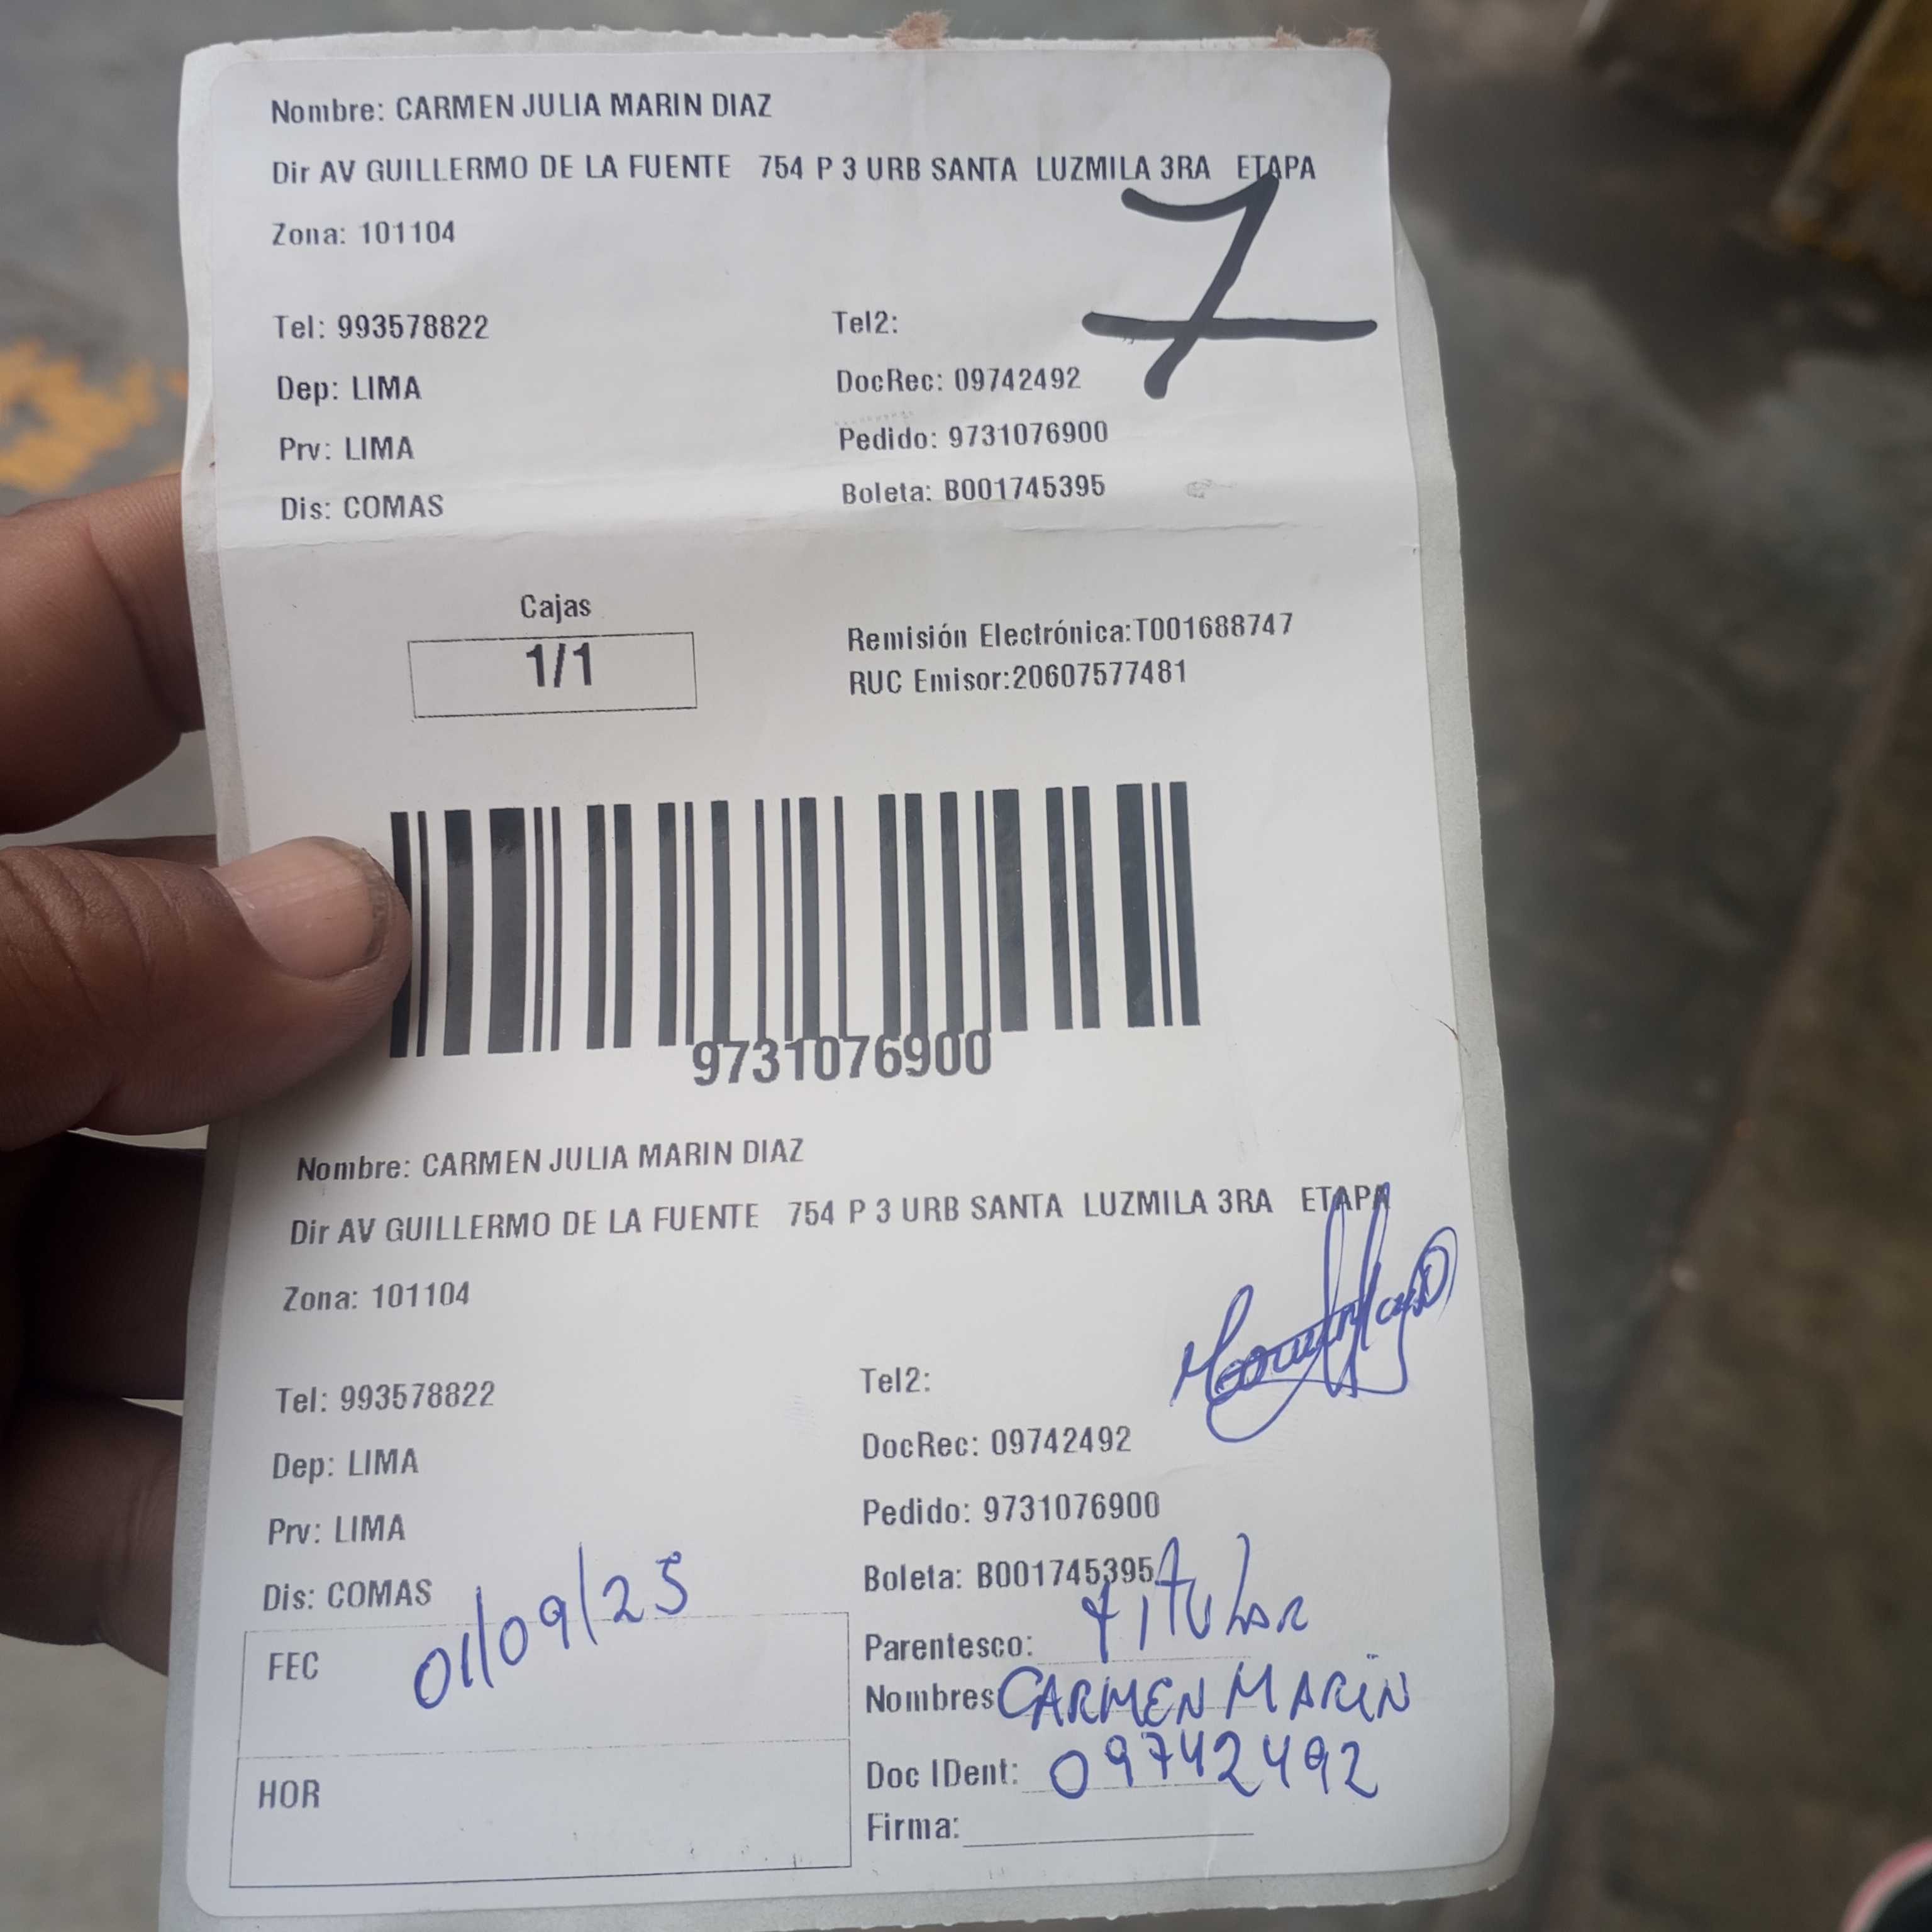 Nombre: CARMEN JULIA MARIN DIAZ
Dir AV GUILLERMO DE LA FUENTE 754 P 3 URB SANTA LUZMILA 3RA ETAPA
Zona: 101104
7
Tel: 993578822 Tel2:
Dep: LIMA DocRec: 09742492
Prv: LIMA Pedido: 9731076900
Dis: COMAS Boleta: B001745395
Cajas
1/1
Remisión Electrónica:T001688747
RUC Emisor:20607577481
9731076900
Nombre: CARMEN JULIA MARIN DIAZ
Dir AV GUILLERMO DE LA FUENTE 754 P 3 URB SANTA LUZMILA 3RA ETAPA
Zona: 101104
Tel: 993578822 Tel2:
Dep: LIMA DocRec: 09742492
Prv: LIMA Pedido: 9731076900
Dis: COMAS Boleta: B001745395
FEC 01/09/25
HOR
Parentesco: titular
Nombres CARMEN MARIN
Doc IDent: 09742492
Firma: